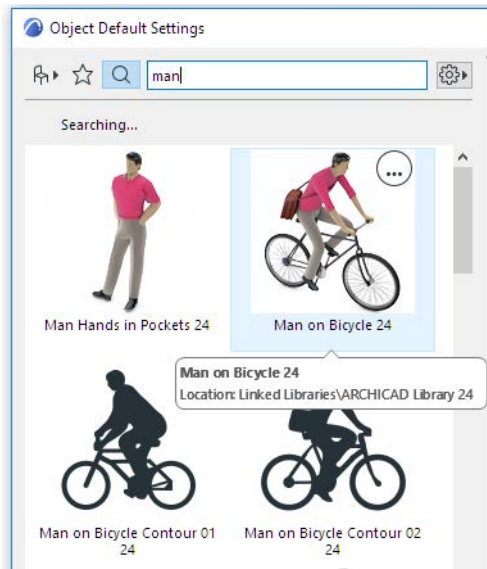 Object Default Settings
man
Searching...
Man Hands in Pockets 24
Man on Bicycle 24
Man on Bicycle 24
Location: Linked Libraries\ARCHICAD Library 24
Man on Bicycle Contour 01
24
Man on Bicycle Contour 02
24